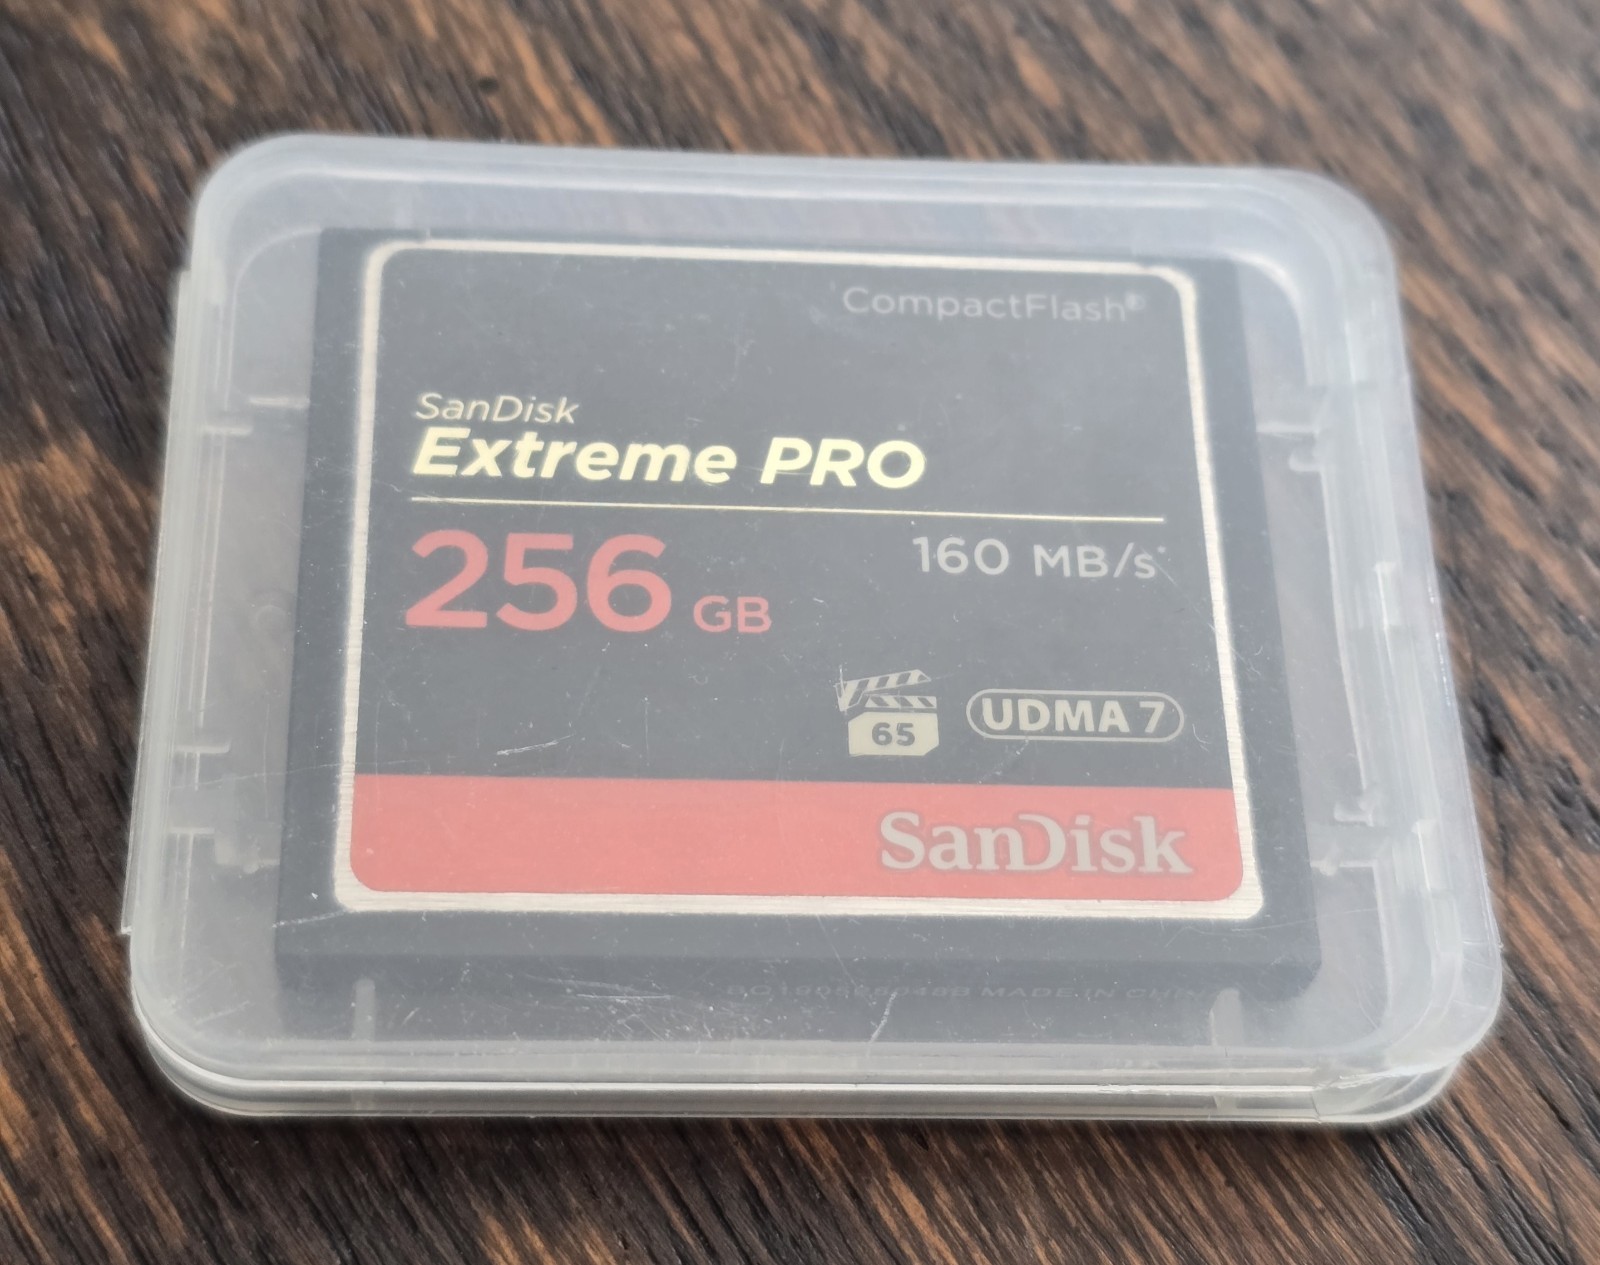 CompactFlash®
SanDisk
Extreme PRO
256 GB
160 MB/s*
65
UDMA 7
SanDisk
MADE IN CHINA